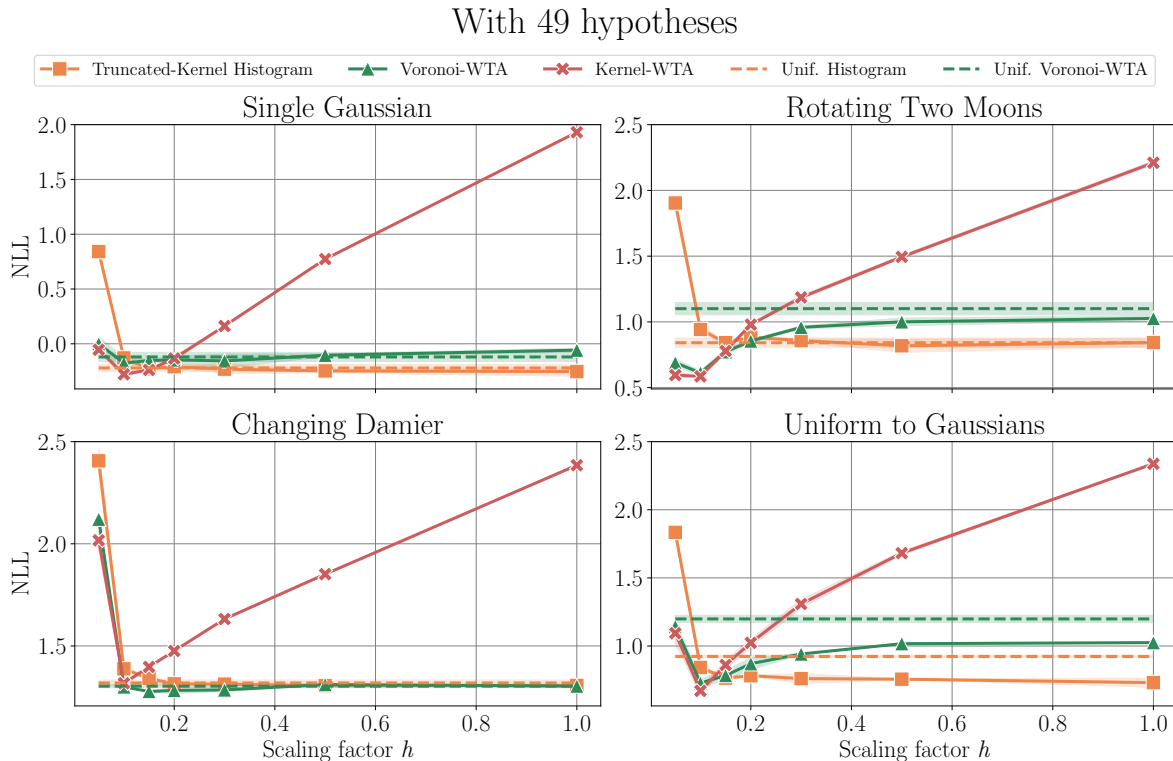 With 49 hypotheses
Truncated-Kernel Histogram Voronoi-WTA Kernel-WTA Unif. Histogram Unif. Voronoi-WTA
Single Gaussian
NLL
2.0
1.5
1.0
0.5
0.0
Rotating Two Moons
2.5
2.0
1.5
1.0
0.5
Changing Damier
NLL
2.5
2.0
1.5
0.2 0.4 0.6 0.8 1.0
Scaling factor h
Uniform to Gaussians
2.5
2.0
1.5
1.0
0.2 0.4 0.6 0.8 1.0
Scaling factor h